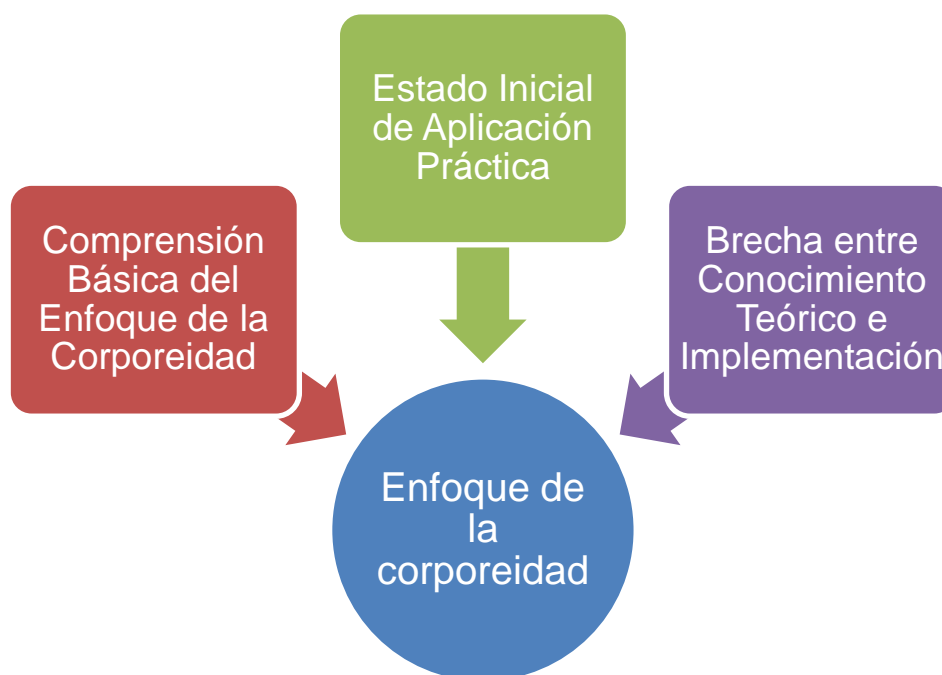 Estado Inicial
de Aplicación
Práctica
Comprensión
Básica del
Enfoque de la
Corporeidad
Brecha entre
Conocimiento
Teórico e
Implementación
Enfoque de
la
corporeidad